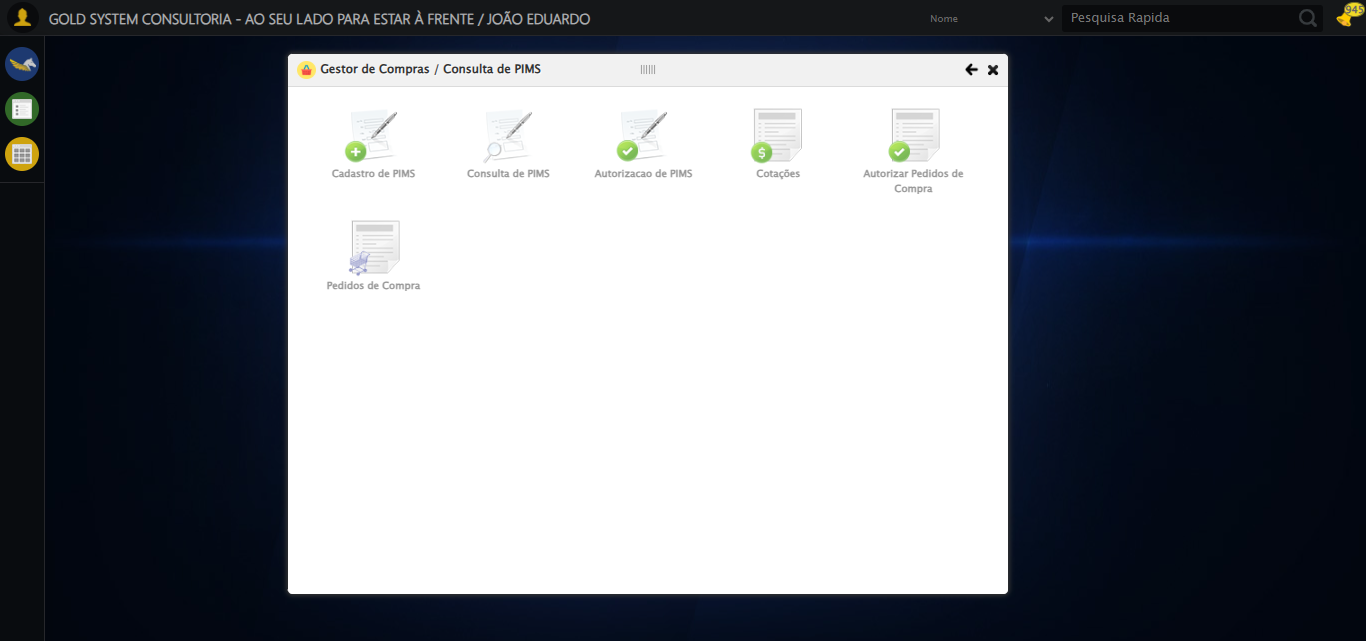 GOLD SYSTEM CONSULTORIA - AO SEU LADO PARA ESTAR À FRENTE / JOÃO EDUARDO
Nome
Pesquisa Rapida
945
Gestor de Compras / Consulta de PIMS
Cadastro de PIMS
Consulta de PIMS
Autorizacao de PIMS
Cotações
Autorizar Pedidos de
Compra
Pedidos de Compra